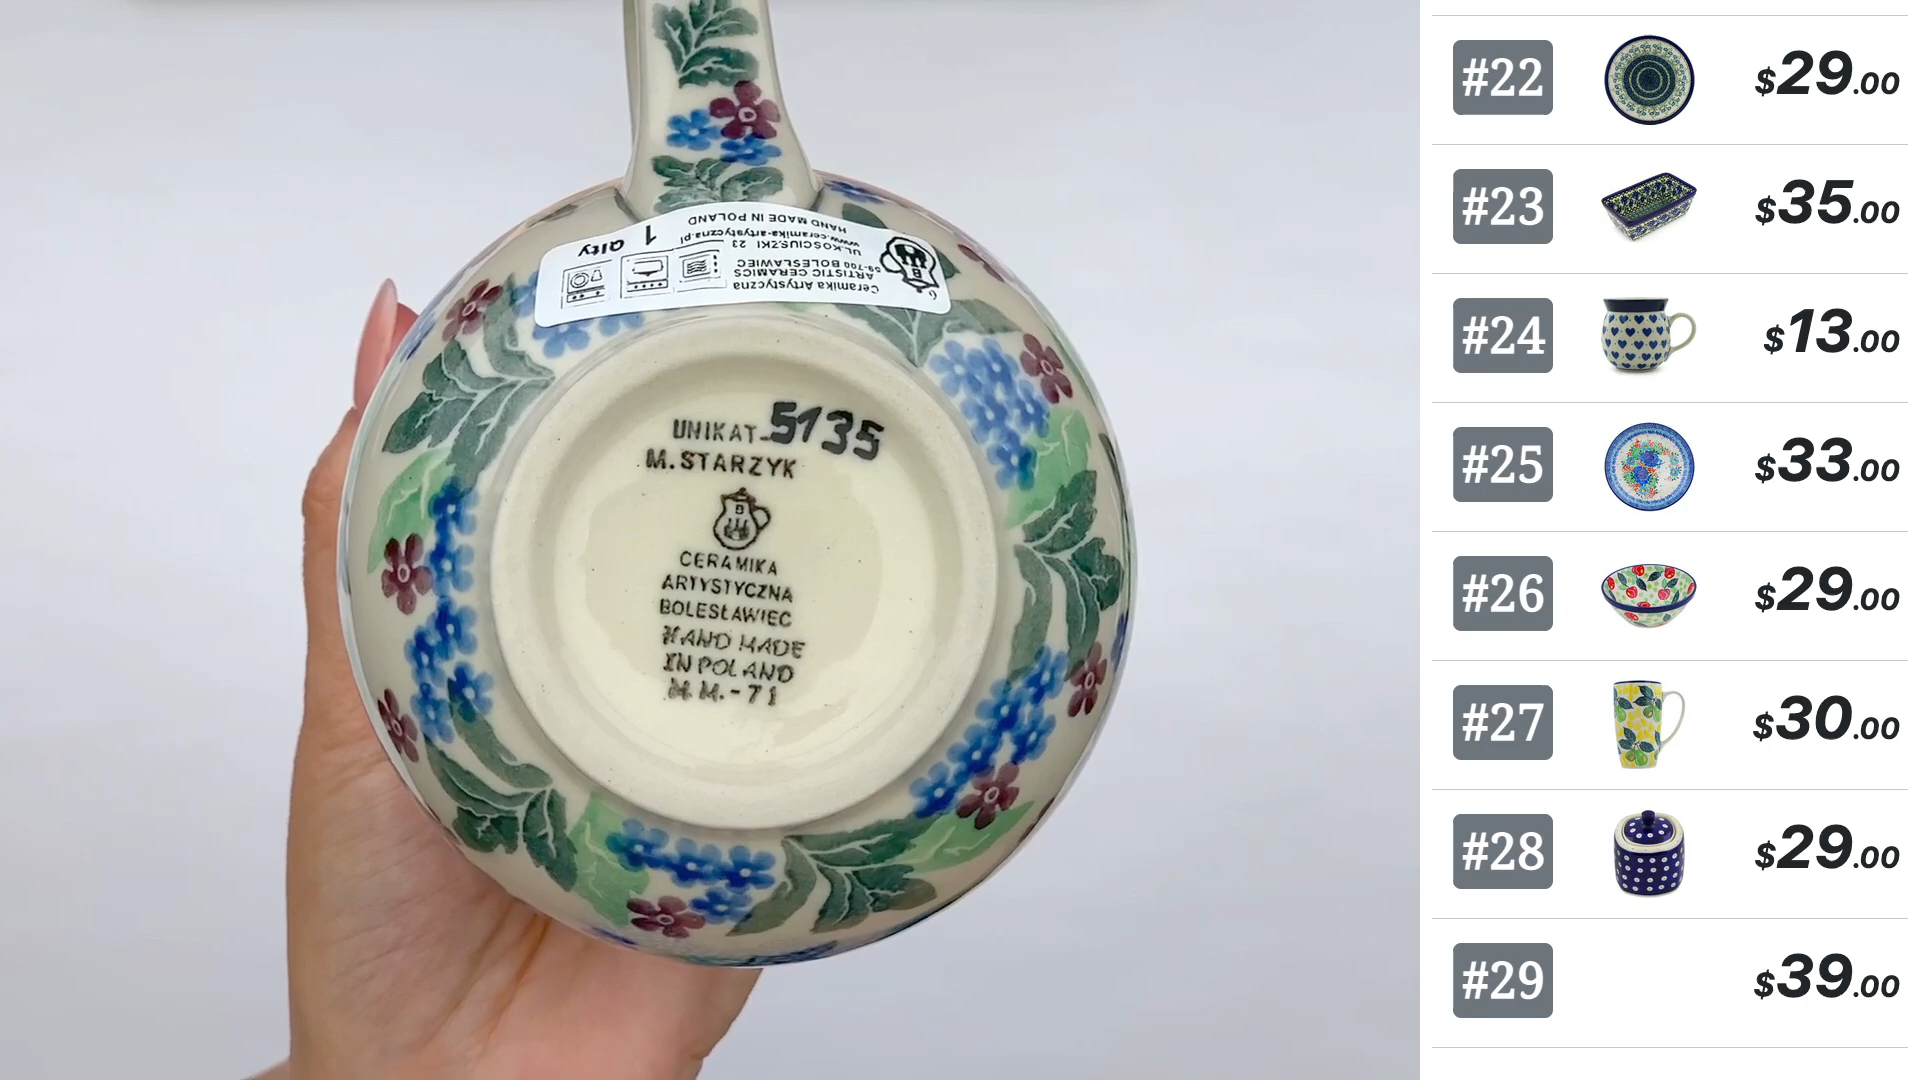 Ceramika Artystyczna
ARTISTIC CERAMICS
59-700 BOLESŁAWIEC
UL.KOŚCIUSZKI 23
www.ceramika-artystyczna.pl
HAND MADE IN POLAND
Qlty 1
6
B
UNIKAT-5135
M.STARZYK
B
CERAMIKA
ARTYSTYCZNA
BOLESŁAWIEC
HAND MADE
IN POLAND
M.M.-71
#22 $29.00
#23 $35.00
#24 $13.00
#25 $33.00
#26 $29.00
#27 $30.00
#28 $29.00
#29 $39.00